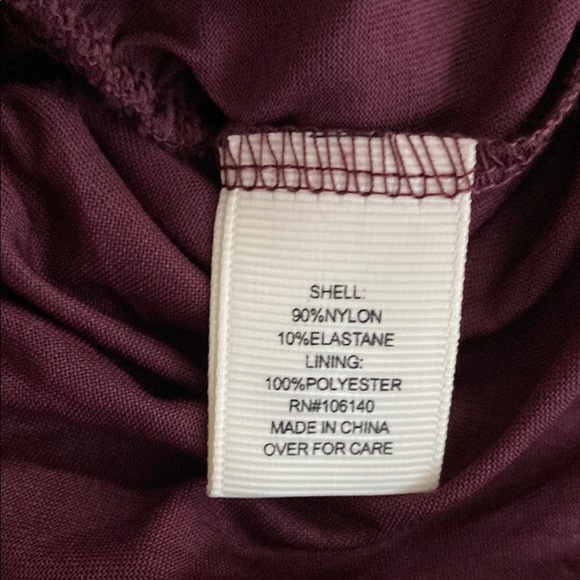 SHELL:
90%NYLON
10%ELASTANE
LINING:
100%POLYESTER
RN#106140
MADE IN CHINA
OVER FOR CARE